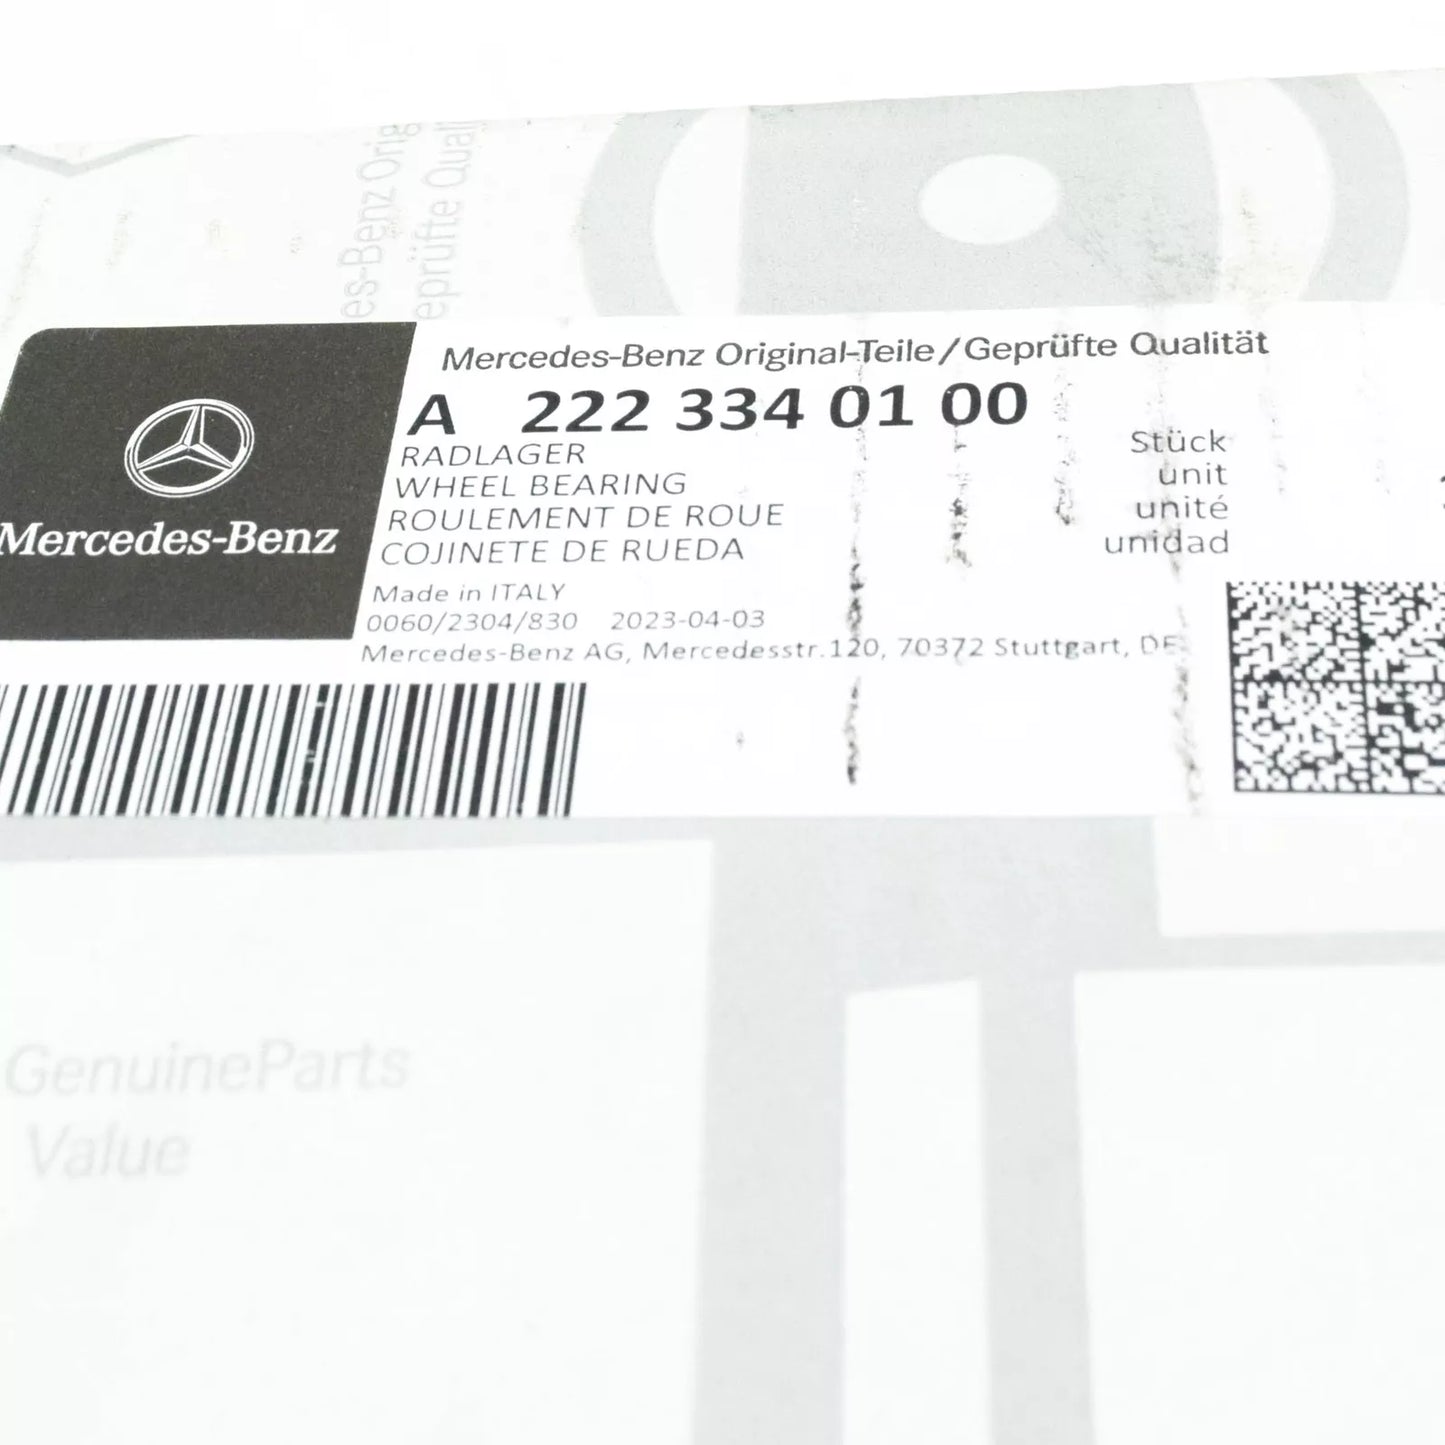 es-Benz Orig
eprüfte Quali
Mercedes-Benz Original-Teile/Geprüfte Qualität
A 222 334 01 00
RADLAGER
WHEEL BEARING
ROULEMENT DE ROUE
COJINETE DE RUEDA
Stück
unit
unité
unidad
Mercedes-Benz
Made in ITALY
0060/2304/830 2023-04-03
Mercedes-Benz AG, Mercedesstr.120, 70372 Stuttgart, DE
GenuineParts
Value